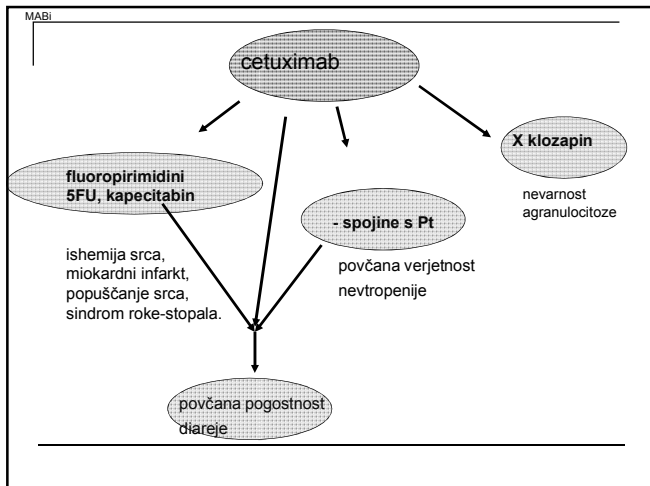 MABi
cetuximab
X klozapin
nevarnost
agranulocitoze
fluoropirimidini
5FU, kapecitabin
- spojine s Pt
povčana verjetnost
nevtropenije
ishemija srca,
miokardni infarkt,
popuščanje srca,
sindrom roke-stopala.
povčana pogostnost
diareje